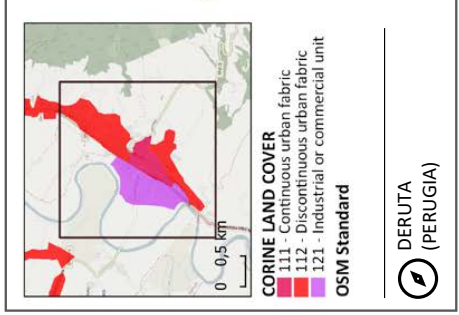 0 0,5 km
CORINE LAND COVER
111 - Continuous urban fabric
112 - Discontinuous urban fabric
121 - Industrial or commercial unit
OSM Standard
DERUTA
(PERUGIA)